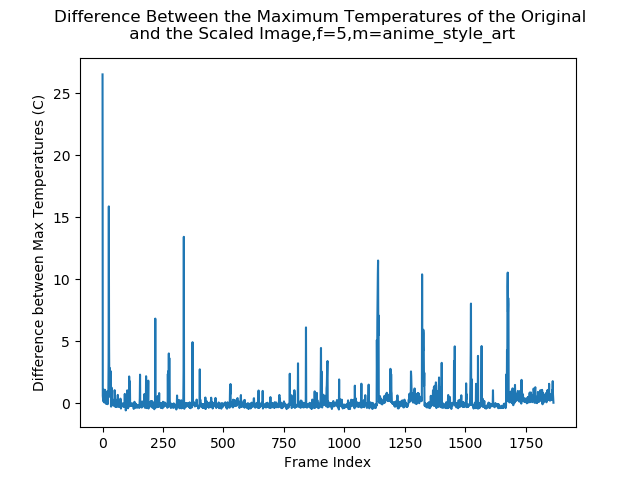 Difference Between the Maximum Temperatures of the Original
and the Scaled Image,f=5,m=anime_style_art
Difference between Max Temperatures (C)
25
20
15
10
5
0
0 250 500 750 1000 1250 1500 1750
Frame Index